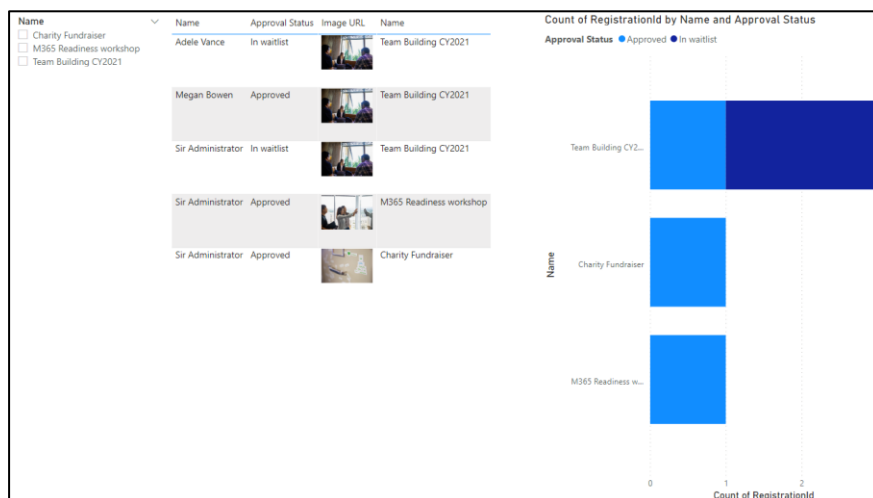 Name
Charity Fundraiser
M365 Readiness workshop
Team Building CY2021
Name Approval Status Image URL Name
Adele Vance In waitlist Team Building CY2021
Megan Bowen Approved Team Building CY2021
Sir Administrator In waitlist Team Building CY2021
Sir Administrator Approved M365 Readiness workshop
Sir Administrator Approved Charity Fundraiser
Count of RegistrationId by Name and Approval Status
Approval Status Approved In waitlist
Name
Team Building CY2...
Charity Fundraiser
M365 Readiness w...
0 1 2
Count of RegistrationId